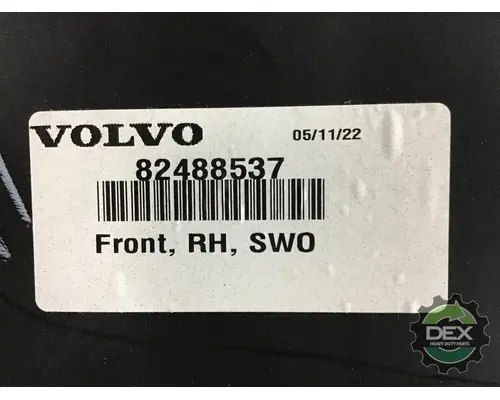 VOLVO 05/11/22
82488537
Front, RH, SWO
DEX
HEAVY DUTY PARTS